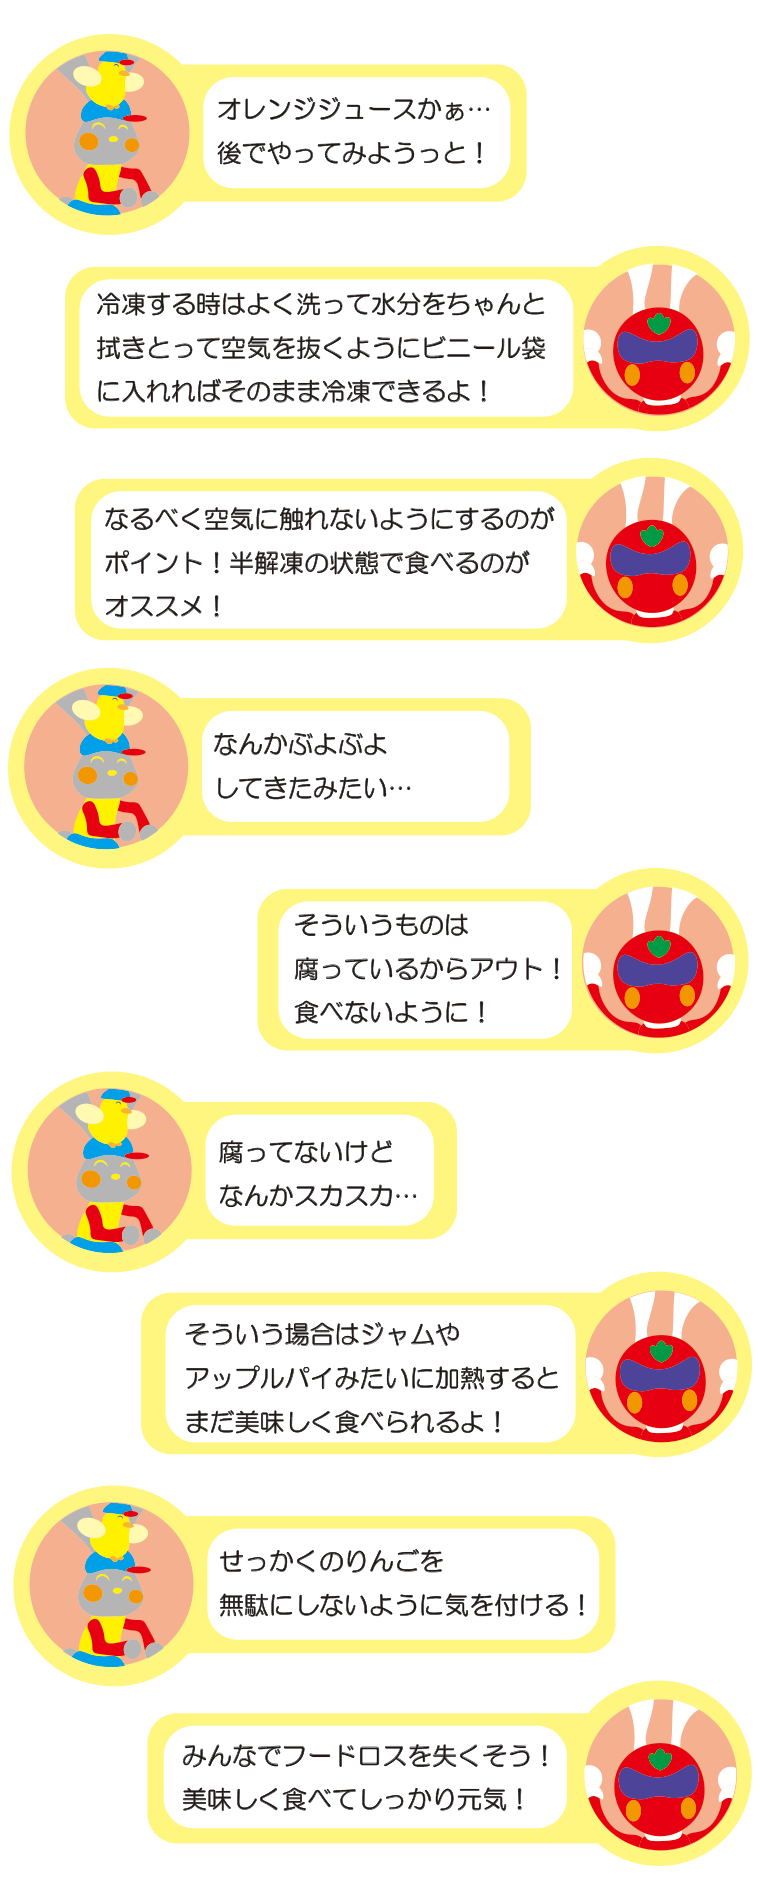 オレンジジュースかぁ…
後でやってみようっと！
冷凍する時はよく洗って水分をちゃんと
拭きとって空気を抜くようにビニール袋
に入れればそのまま冷凍できるよ！
なるべく空気に触れないようにするのが
ポイント！半解凍の状態で食べるのが
オススメ！
なんかぶよぶよ
してきたみたい…
そういうものは
腐っているからアウト！
食べないように！
腐ってないけど
なんかスカスカ…
そういう場合はジャムや
アップルパイみたいに加熱すると
まだ美味しく食べられるよ！
せっかくのりんごを
無駄にしないように気を付ける！
みんなでフードロスを失くそう！
美味しく食べてしっかり元気！